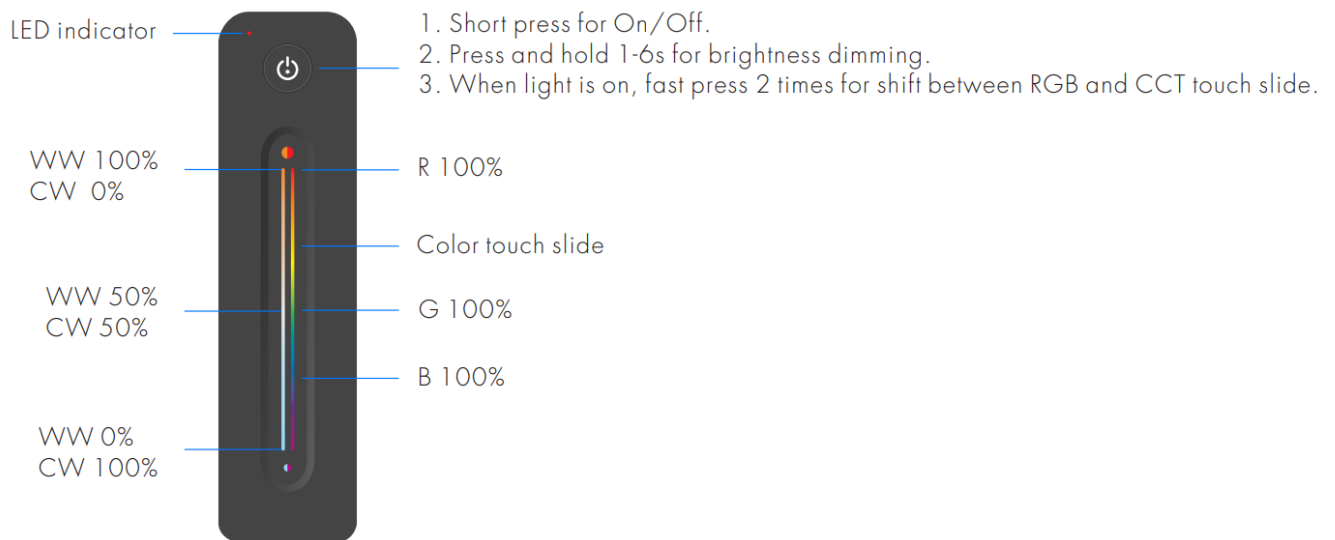 LED indicator
1. Short press for On/Off.
2. Press and hold 1-6s for brightness dimming.
3. When light is on, fast press 2 times for shift between RGB and CCT touch slide.
WW 100%
CW 0%
R 100%
Color touch slide
WW 50%
CW 50%
G 100%
B 100%
WW 0%
CW 100%